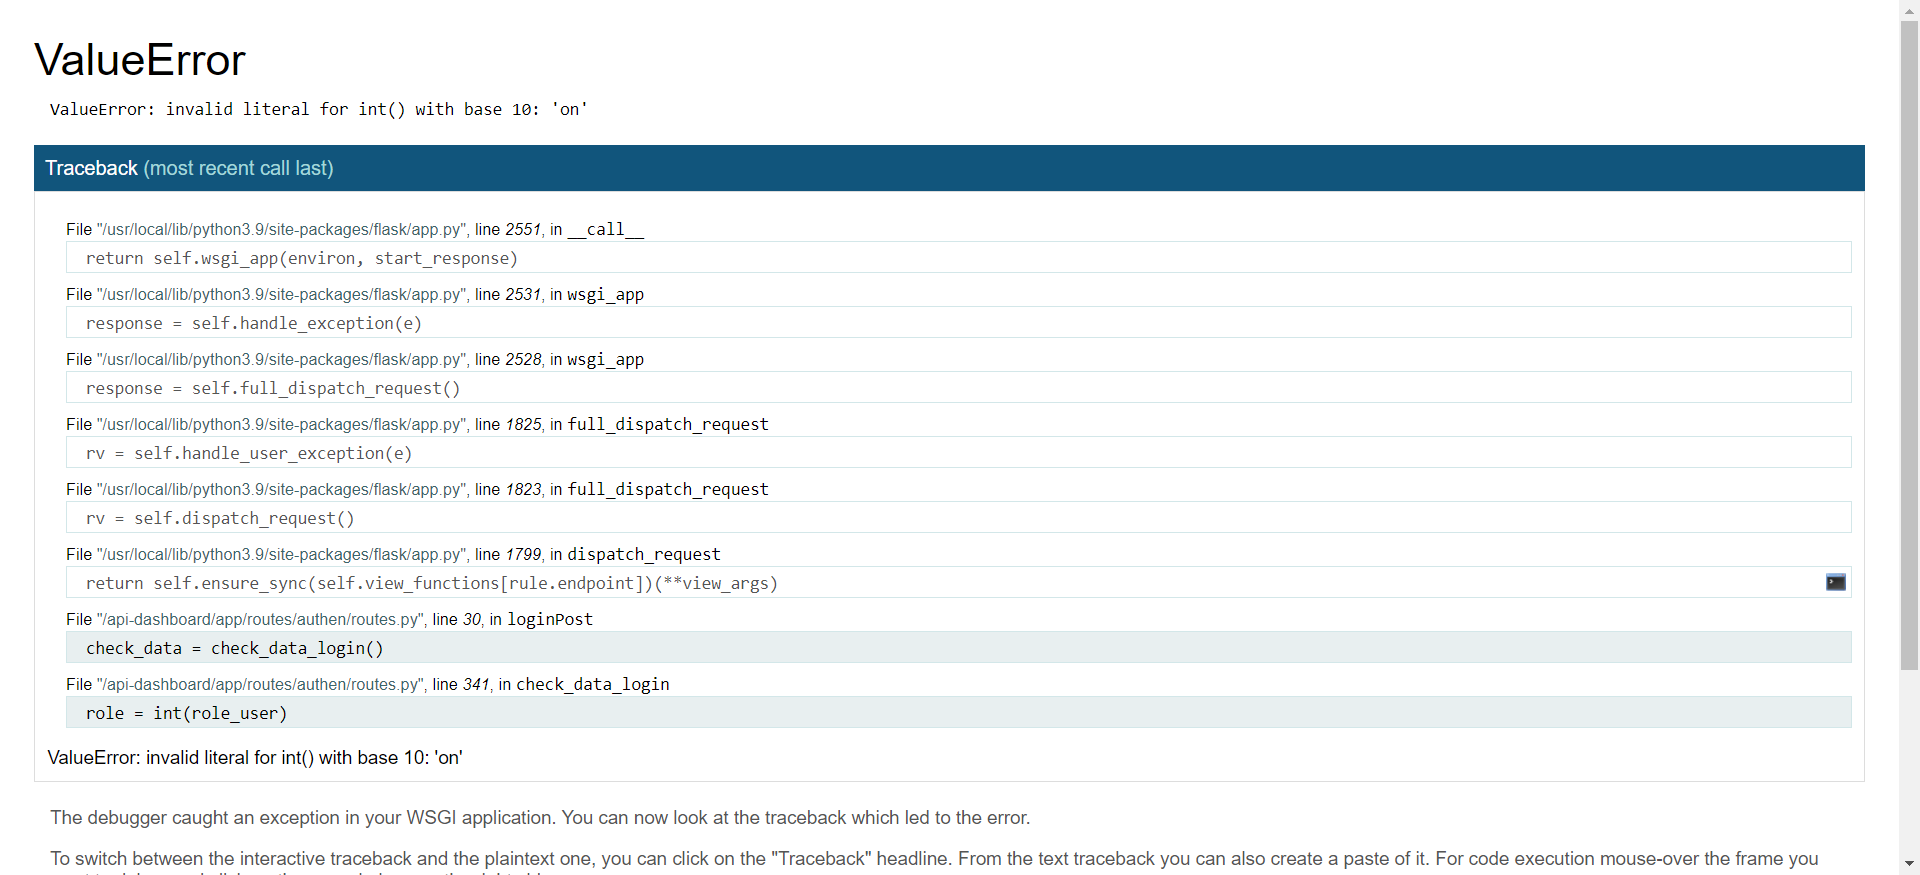 ValueError
ValueError: invalid literal for int() with base 10: 'on'
Traceback (most recent call last)
File "/usr/local/lib/python3.9/site-packages/flask/app.py", line 2551, in __call__
return self.wsgi_app(environ, start_response)
File "/usr/local/lib/python3.9/site-packages/flask/app.py", line 2531, in wsgi_app
response = self.handle_exception(e)
File "/usr/local/lib/python3.9/site-packages/flask/app.py", line 2528, in wsgi_app
response = self.full_dispatch_request()
File "/usr/local/lib/python3.9/site-packages/flask/app.py", line 1825, in full_dispatch_request
rv = self.handle_user_exception(e)
File "/usr/local/lib/python3.9/site-packages/flask/app.py", line 1823, in full_dispatch_request
rv = self.dispatch_request()
File "/usr/local/lib/python3.9/site-packages/flask/app.py", line 1799, in dispatch_request
return self.ensure_sync(self.view_functions[rule.endpoint])(**view_args)
File "/api-dashboard/app/routes/authen/routes.py", line 30, in loginPost
check_data = check_data_login()
File "/api-dashboard/app/routes/authen/routes.py", line 341, in check_data_login
role = int(role_user)
ValueError: invalid literal for int() with base 10: 'on'
The debugger caught an exception in your WSGI application. You can now look at the traceback which led to the error.
To switch between the interactive traceback and the plaintext one, you can click on the "Traceback" headline. From the text traceback you can also create a paste of it. For code execution mouse-over the frame you